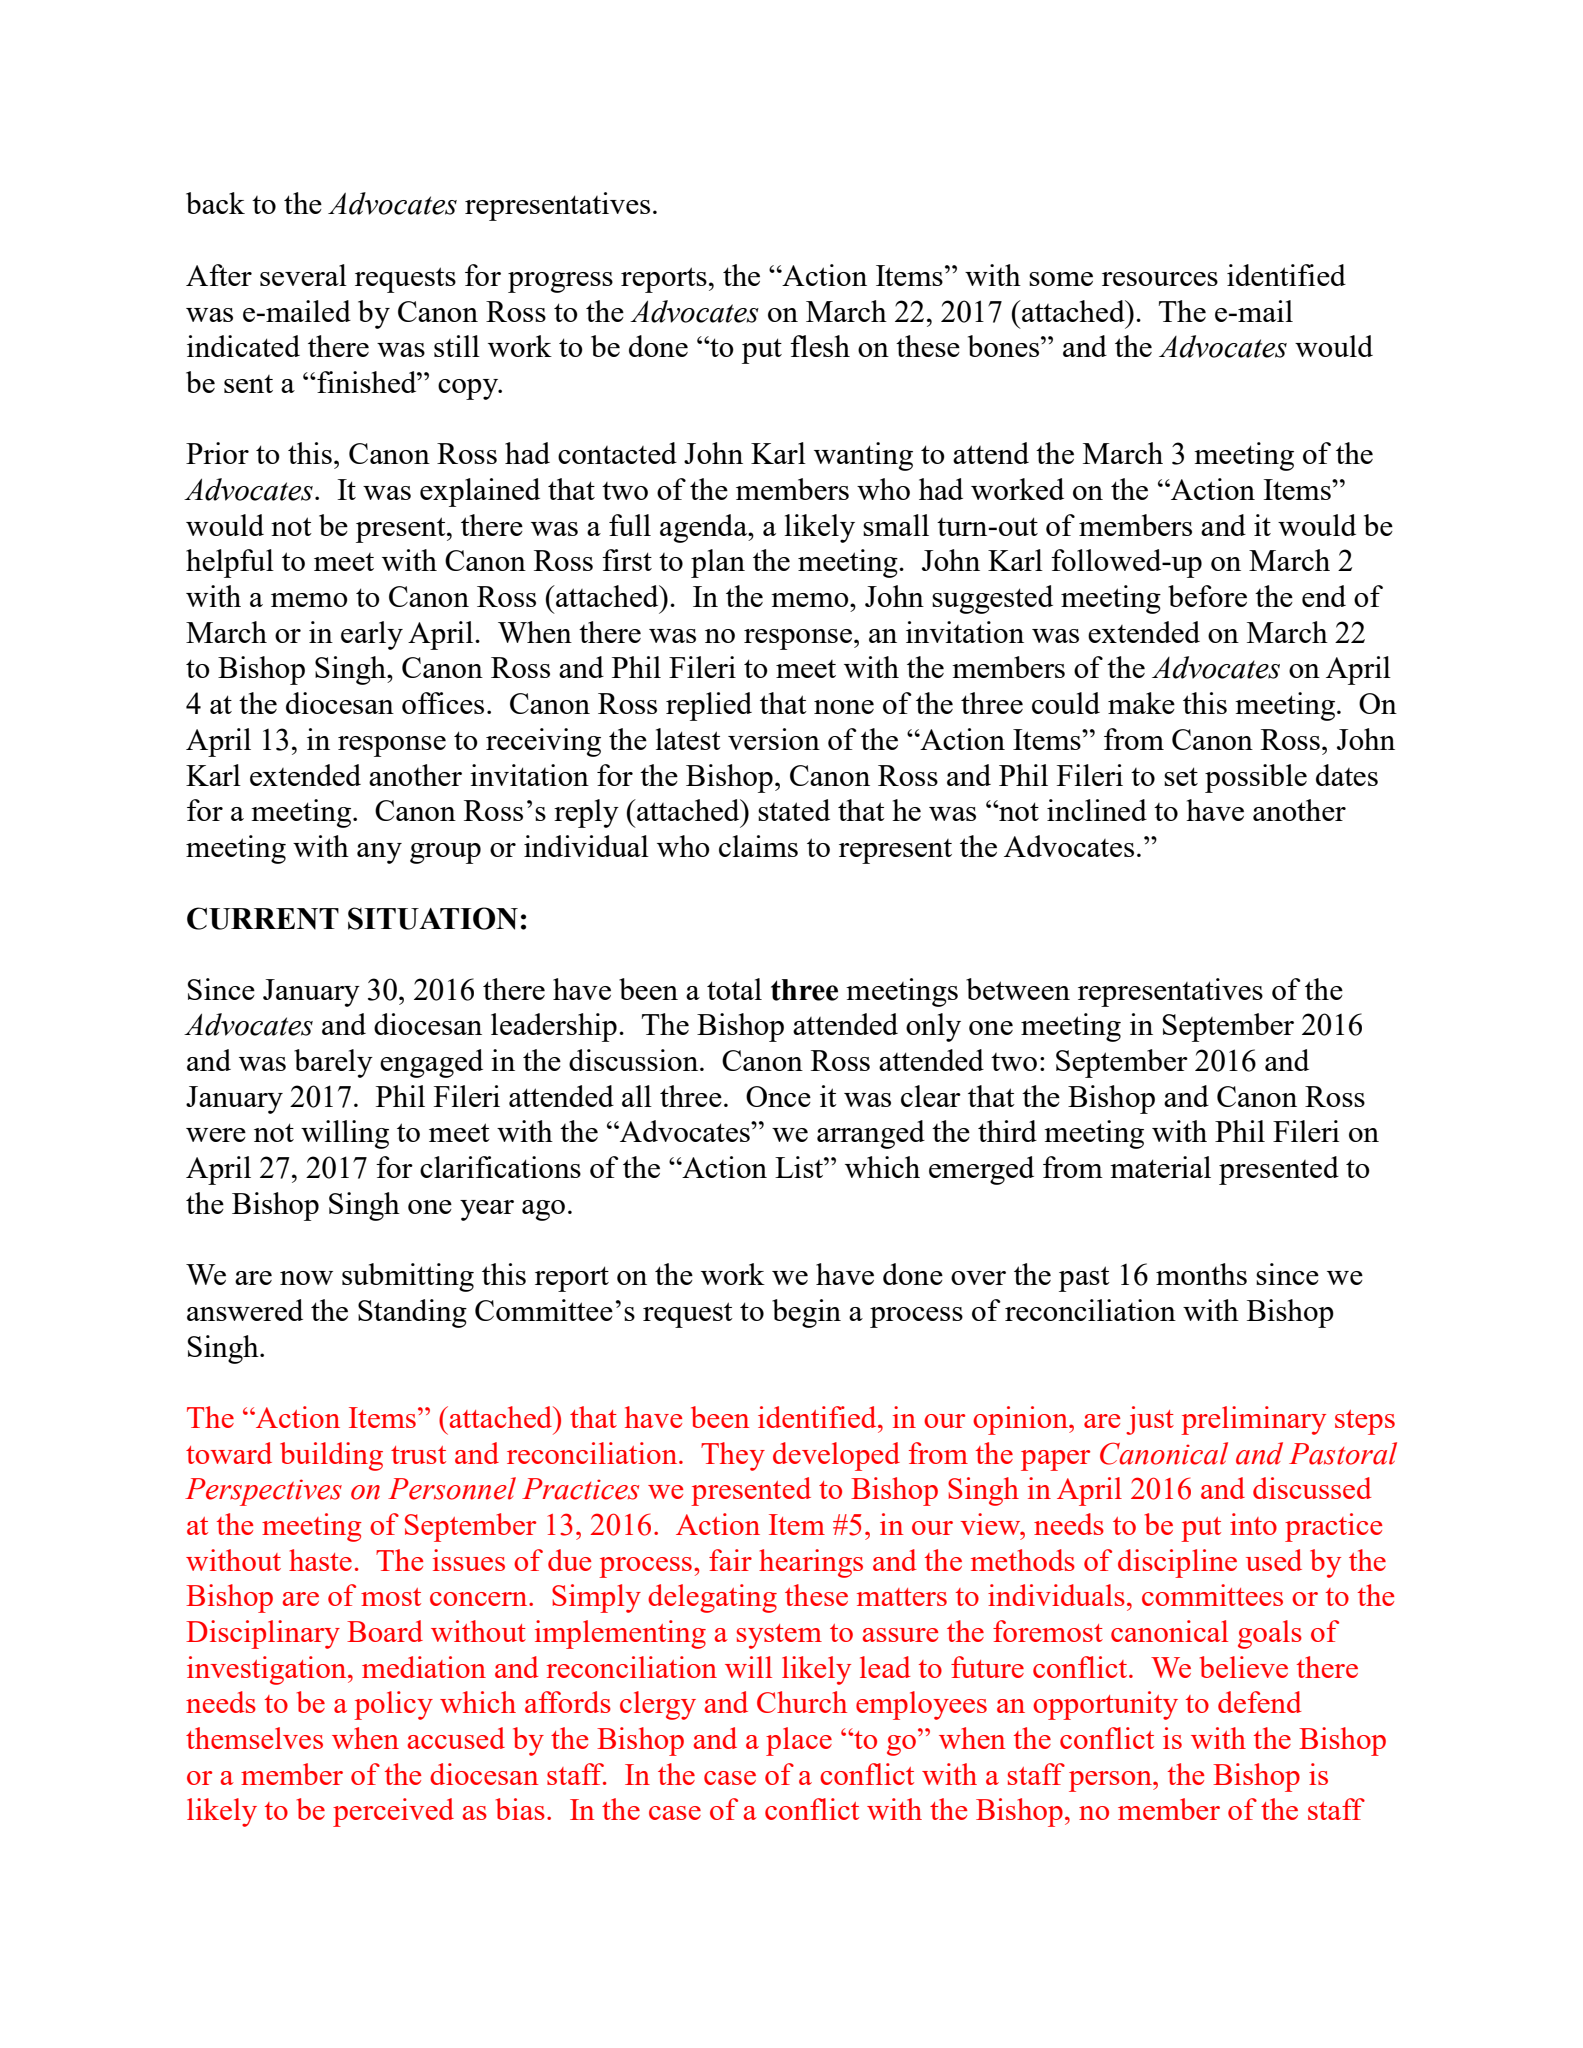 back to the Advocates representatives.
After several requests for progress reports, the “Action Items” with some resources identified
was e-mailed by Canon Ross to the Advocates on March 22, 2017 (attached).  The e-mail
indicated there was still work to be done “to put flesh on these bones” and the Advocates would
be sent a “finished” copy.
Prior to this, Canon Ross had contacted John Karl wanting to attend the March 3 meeting of the
Advocates.  It was explained that two of the members who had worked on the “Action Items”
would not be present, there was a full agenda, a likely small turn-out of members and it would be
helpful to meet with Canon Ross first to plan the meeting.  John Karl followed-up on March 2
with a memo to Canon Ross (attached).  In the memo, John suggested meeting before the end of
March or in early April.  When there was no response, an invitation was extended on March 22
to Bishop Singh, Canon Ross and Phil Fileri to meet with the members of the Advocates on April
4 at the diocesan offices.  Canon Ross replied that none of the three could make this meeting.  On
April 13, in response to receiving the latest version of the “Action Items” from Canon Ross, John
Karl extended another invitation for the Bishop, Canon Ross and Phil Fileri to set possible dates
for a meeting.  Canon Ross’s reply (attached) stated that he was “not inclined to have another
meeting with any group or individual who claims to represent the Advocates.”
CURRENT SITUATION:
Since January 30, 2016 there have been a total three meetings between representatives of the
Advocates and diocesan leadership.  The Bishop attended only one meeting in September 2016
and was barely engaged in the discussion.  Canon Ross attended two: September 2016 and
January 2017.  Phil Fileri attended all three.  Once it was clear that the Bishop and Canon Ross
were not willing to meet with the “Advocates” we arranged the third meeting with Phil Fileri on
April 27, 2017 for clarifications of the “Action List” which emerged from material presented to
the Bishop Singh one year ago.
We are now submitting this report on the work we have done over the past 16 months since we
answered the Standing Committee’s request to begin a process of reconciliation with Bishop
Singh.
The “Action Items” (attached) that have been identified, in our opinion, are just preliminary steps
toward building trust and reconciliation.  They developed from the paper Canonical and Pastoral
Perspectives on Personnel Practices we presented to Bishop Singh in April 2016 and discussed
at the meeting of September 13, 2016.  Action Item #5, in our view, needs to be put into practice
without haste.  The issues of due process, fair hearings and the methods of discipline used by the
Bishop are of most concern.  Simply delegating these matters to individuals, committees or to the
Disciplinary Board without implementing a system to assure the foremost canonical goals of
investigation, mediation and reconciliation will likely lead to future conflict.  We believe there
needs to be a policy which affords clergy and Church employees an opportunity to defend
themselves when accused by the Bishop and a place “to go” when the conflict is with the Bishop
or a member of the diocesan staff.  In the case of a conflict with a staff person, the Bishop is
likely to be perceived as bias.  In the case of a conflict with the Bishop, no member of the staff